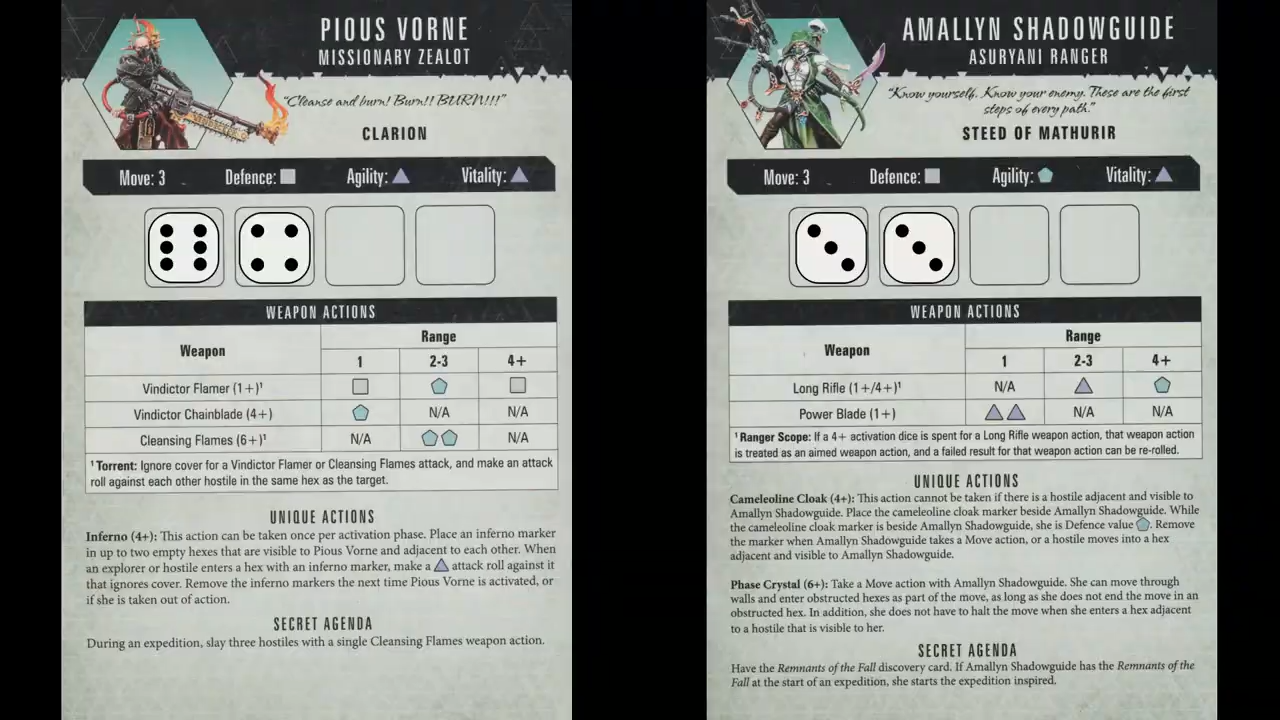 PIOUS VORNE
MISSIONARY ZEALOT
"Cleanse and burn! Burn!! BURN!!!"
CLARION
Move: 3 Defence: Agility: Vitality:
WEAPON ACTIONS
Weapon Range
1 2-3 4+
Vindictor Flamer (1+)¹
Vindictor Chainblade (4+) N/A N/A
Cleansing Flames (6+)¹ N/A N/A
¹ Torrent: Ignore cover for a Vindictor Flamer or Cleansing Flames attack, and make an attack
roll against each other hostile in the same hex as the target.
UNIQUE ACTIONS
Inferno (4+): This action can be taken once per activation phase. Place an inferno marker
in up to two empty hexes that are visible to Pious Vorne and adjacent to each other. When
an explorer or hostile enters a hex with an inferno marker, make a attack roll against it
that ignores cover. Remove the inferno markers the next time Pious Vorne is activated, or
if she is taken out of action.
SECRET AGENDA
During an expedition, slay three hostiles with a single Cleansing Flames weapon action.
AMALLYN SHADOWGUIDE
ASURYANI RANGER
"Know yourself. Know your enemy. These are the first
steps of every path."
STEED OF MATHURIR
Move: 3 Defence: Agility: Vitality:
WEAPON ACTIONS
Weapon Range
1 2-3 4+
Long Rifle (1+/4+)¹ N/A
Power Blade (1+) N/A N/A
¹ Ranger Scope: If a 4+ activation dice is spent for a Long Rifle weapon action, that weapon action
is treated as an aimed weapon action, and a failed result for that weapon action can be re-rolled.
UNIQUE ACTIONS
Cameleoline Cloak (4+): This action cannot be taken if there is a hostile adjacent and visible to
Amallyn Shadowguide. Place the cameleoline cloak marker beside Amallyn Shadowguide. While
the cameleoline cloak marker is beside Amallyn Shadowguide, she is Defence value . Remove
the marker when Amallyn Shadowguide takes a Move action, or a hostile moves into a hex
adjacent and visible to Amallyn Shadowguide.
Phase Crystal (6+): Take a Move action with Amallyn Shadowguide. She can move through
walls and enter obstructed hexes as part of the move, as long as she does not end the move in an
obstructed hex. In addition, she does not have to halt the move when she enters a hex adjacent
to a hostile that is visible to her.
SECRET AGENDA
Have the Remnants of the Fall discovery card. If Amallyn Shadowguide has the Remnants of the
Fall at the start of an expedition, she starts the expedition inspired.